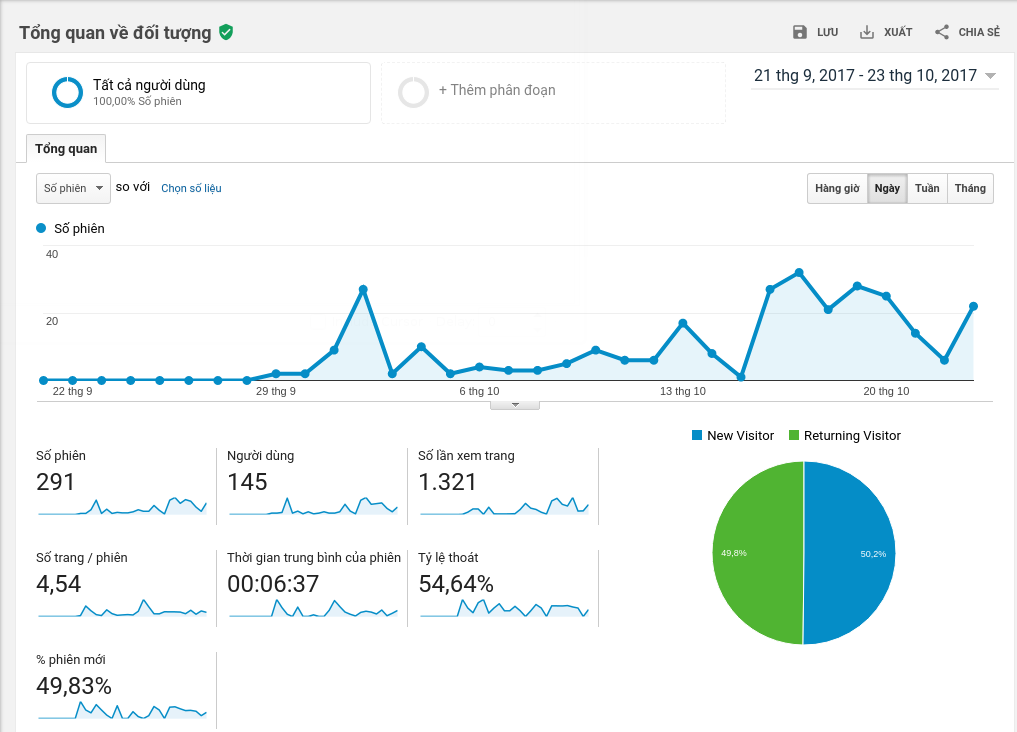 Tổng quan về đối tượng
LƯU
XUẤT
CHIA SẺ
Tất cả người dùng
100,00% Số phiên
+ Thêm phân đoạn
21 thg 9, 2017 - 23 thg 10, 2017
Tổng quan
Số phiên
so với
Chọn số liệu
Hàng giờ
Ngày
Tuần
Tháng
Số phiên
40
20
22 thg 9
29 thg 9
6 thg 10
13 thg 10
20 thg 10
New Visitor
Returning Visitor
49,8%
50,2%
Số phiên
291
Người dùng
145
Số lần xem trang
1.321
Số trang / phiên
4,54
Thời gian trung bình của phiên
00:06:37
Tỷ lệ thoát
54,64%
% phiên mới
49,83%